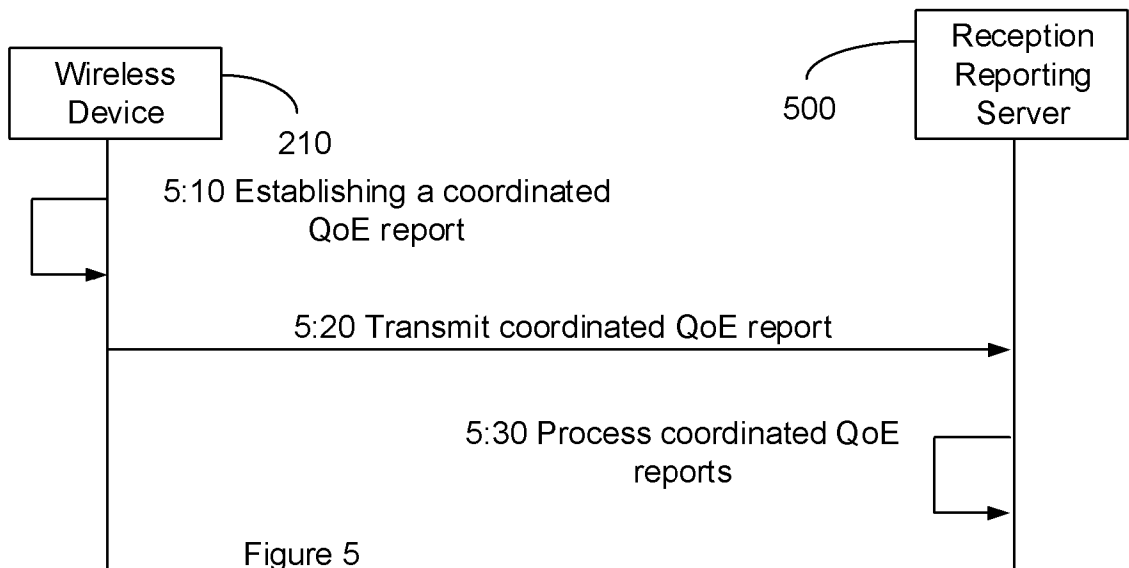 Wireless
Device
210
Reception
Reporting
Server
500
5:10 Establishing a coordinated
QoE report
5:20 Transmit coordinated QoE report
5:30 Process coordinated QoE
reports
Figure 5